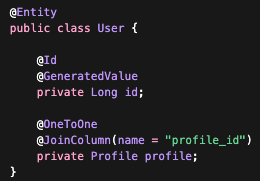 @Entity
public class User {
@Id
@GeneratedValue
private Long id;
@OneToOne
@JoinColumn(name = "profile_id")
private Profile profile;
}